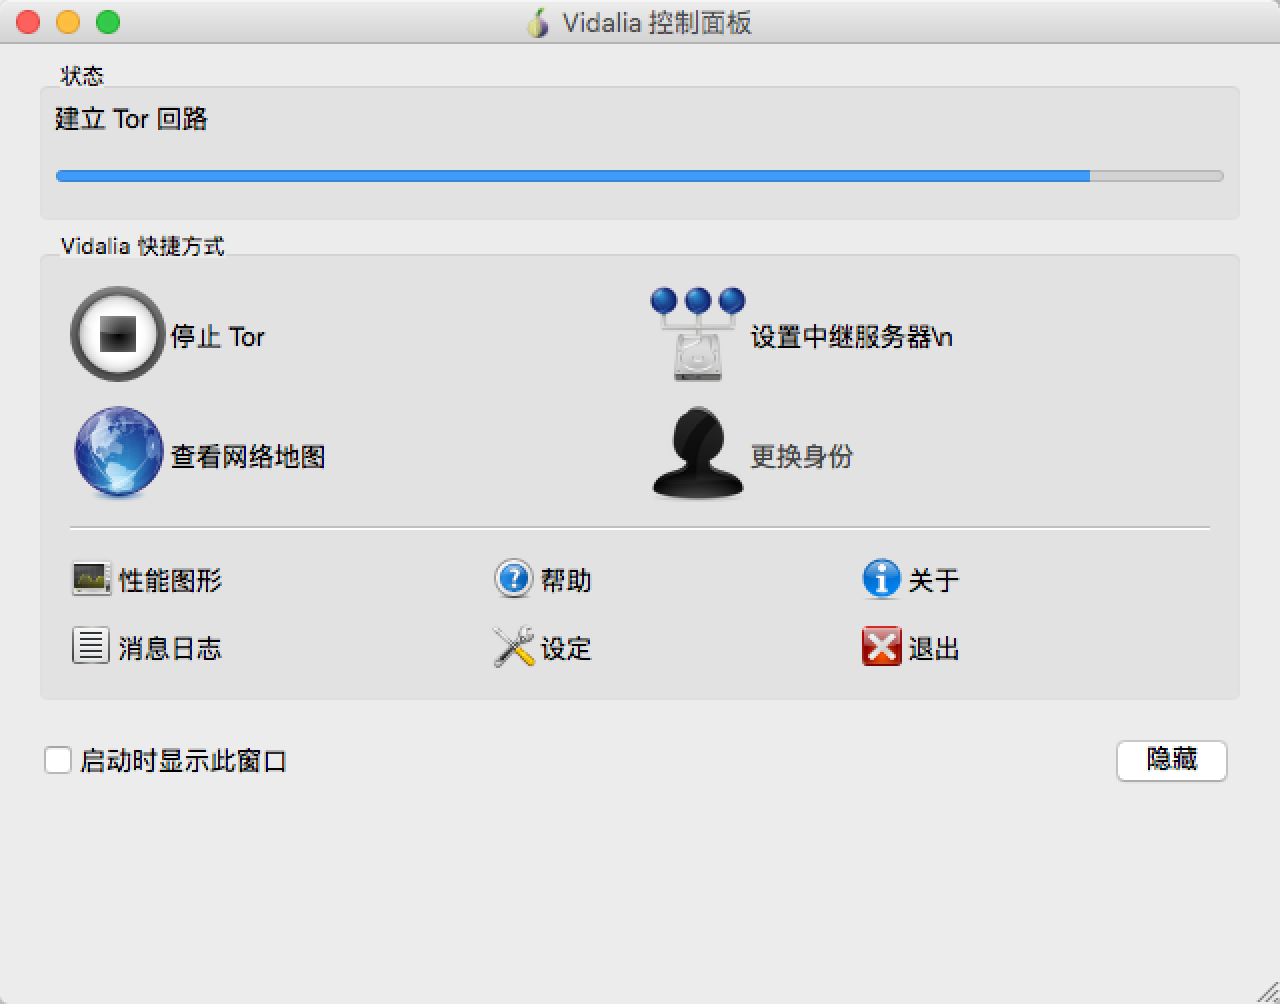 Vidalia 控制面板
状态
建立 Tor 回路
Vidalia 快捷方式
停止 Tor
设置中继服务器\n
查看网络地图
更换身份
性能图形
帮助
关于
消息日志
设定
退出
启动时显示此窗口
隐藏